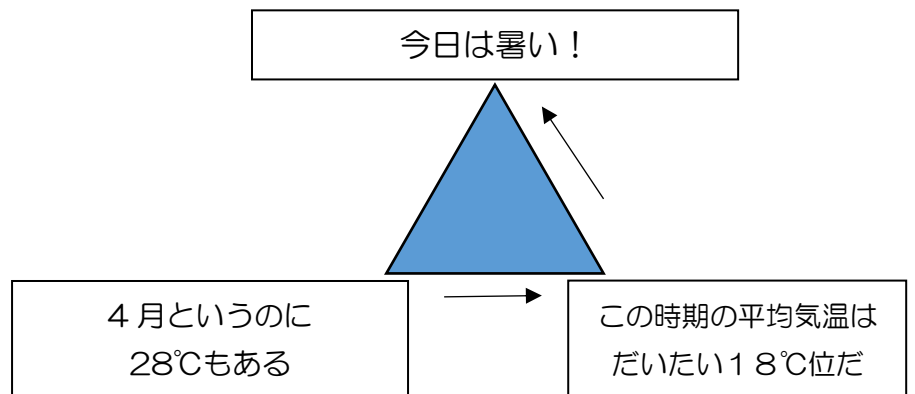 今日は暑い！
4月というのに
28℃もある
この時期の平均気温は
だいたい１８℃位だ